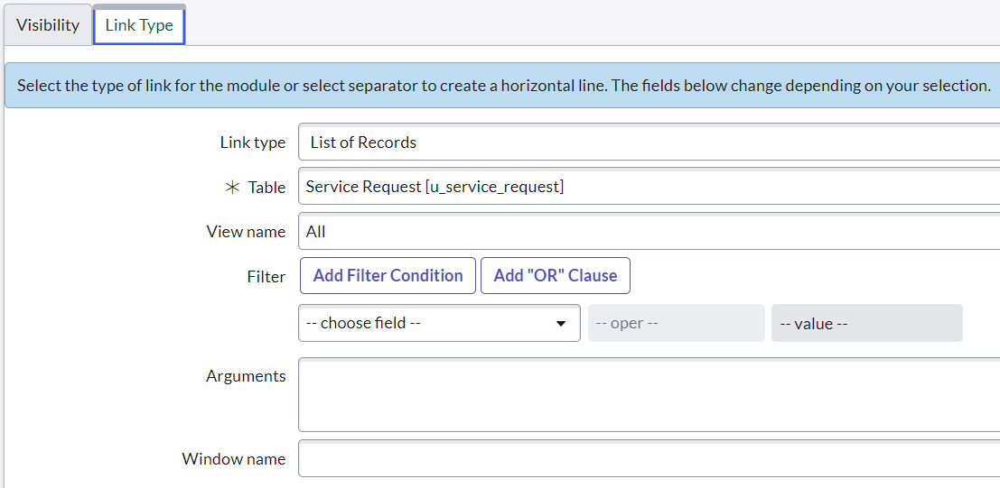 Visibility Link Type
Select the type of link for the module or select separator to create a horizontal line. The fields below change depending on your selection.
Link type List of Records
Table Service Request [u_service_request]
View name All
Filter Add Filter Condition Add "OR" Clause
-- choose field -- -- oper -- -- value --
Arguments
Window name